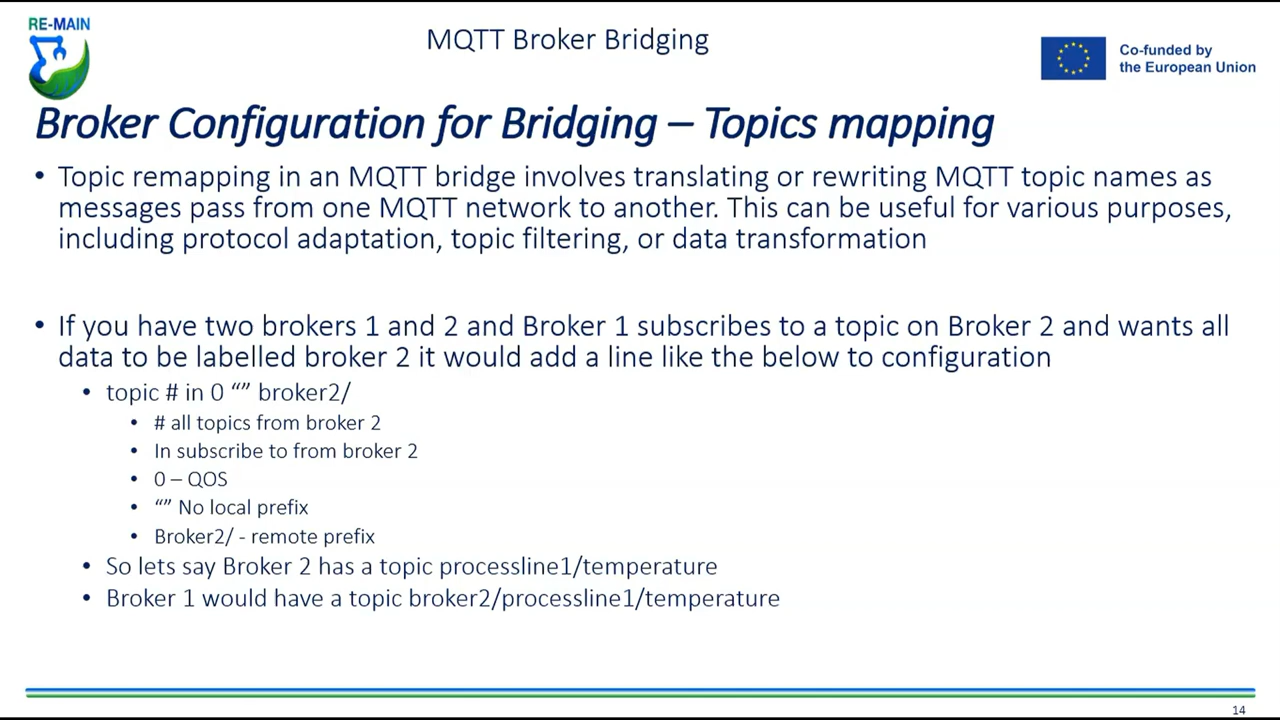 RE-MAIN
MQTT Broker Bridging
Co-funded by
the European Union
Broker Configuration for Bridging – Topics mapping
• Topic remapping in an MQTT bridge involves translating or rewriting MQTT topic names as
messages pass from one MQTT network to another. This can be useful for various purposes,
including protocol adaptation, topic filtering, or data transformation
• If you have two brokers 1 and 2 and Broker 1 subscribes to a topic on Broker 2 and wants all
data to be labelled broker 2 it would add a line like the below to configuration
• topic # in 0 “” broker2/
• # all topics from broker 2
• In subscribe to from broker 2
• 0 – QOS
• “” No local prefix
• Broker2/ - remote prefix
• So lets say Broker 2 has a topic processline1/temperature
• Broker 1 would have a topic broker2/processline1/temperature
14